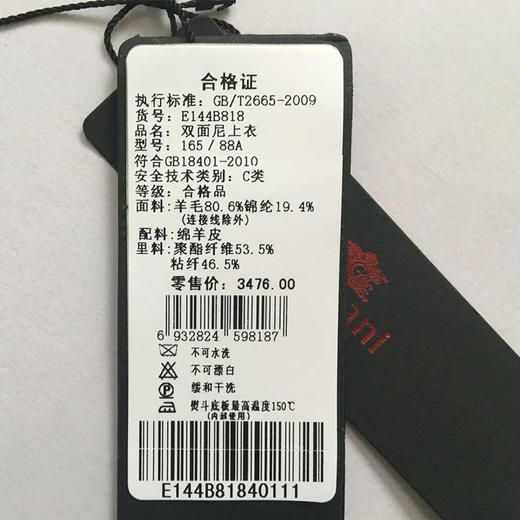 合格证
执行标准：GB/T2665-2009
货号：E144B818
品名：双面尼上衣
型号：165/88A
符合GB18401-2010
安全技术类别：C类
等级：合格品
面料：羊毛80.6%锦纶19.4%
(连接线除外)
配料：绵羊皮
里料：聚酯纤维53.5%
粘纤46.5%
零售价：3476.00
6 932824 598187
不可水洗
不可漂白
缓和干洗
熨斗底板最高温度150℃
(内部使用)
E144B81840111
ani